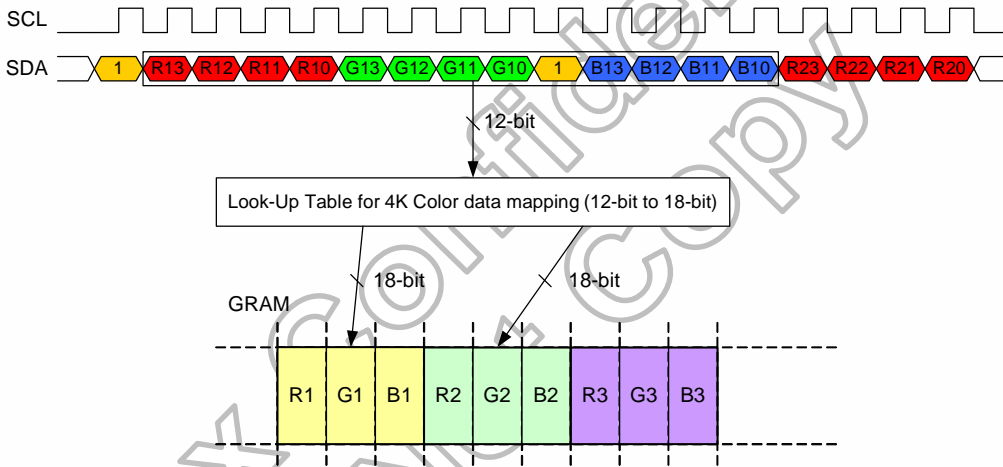 SCL
SDA 1 R13 R12 R11 R10 G13 G12 G11 G10 1 B13 B12 B11 B10 R23 R22 R21 R20
12-bit
Look-Up Table for 4K Color data mapping (12-bit to 18-bit)
18-bit 18-bit
GRAM
R1 G1 B1 R2 G2 B2 R3 G3 B3
Copy